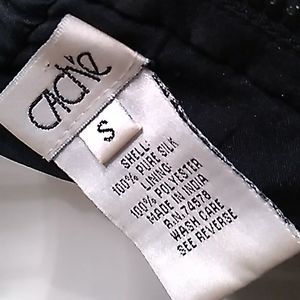 CACHE
S
SHELL:
100% PURE SILK
LINING:
100% POLYESTER
MADE IN INDIA
R.N. 74578
WASH CARE
SEE REVERSE